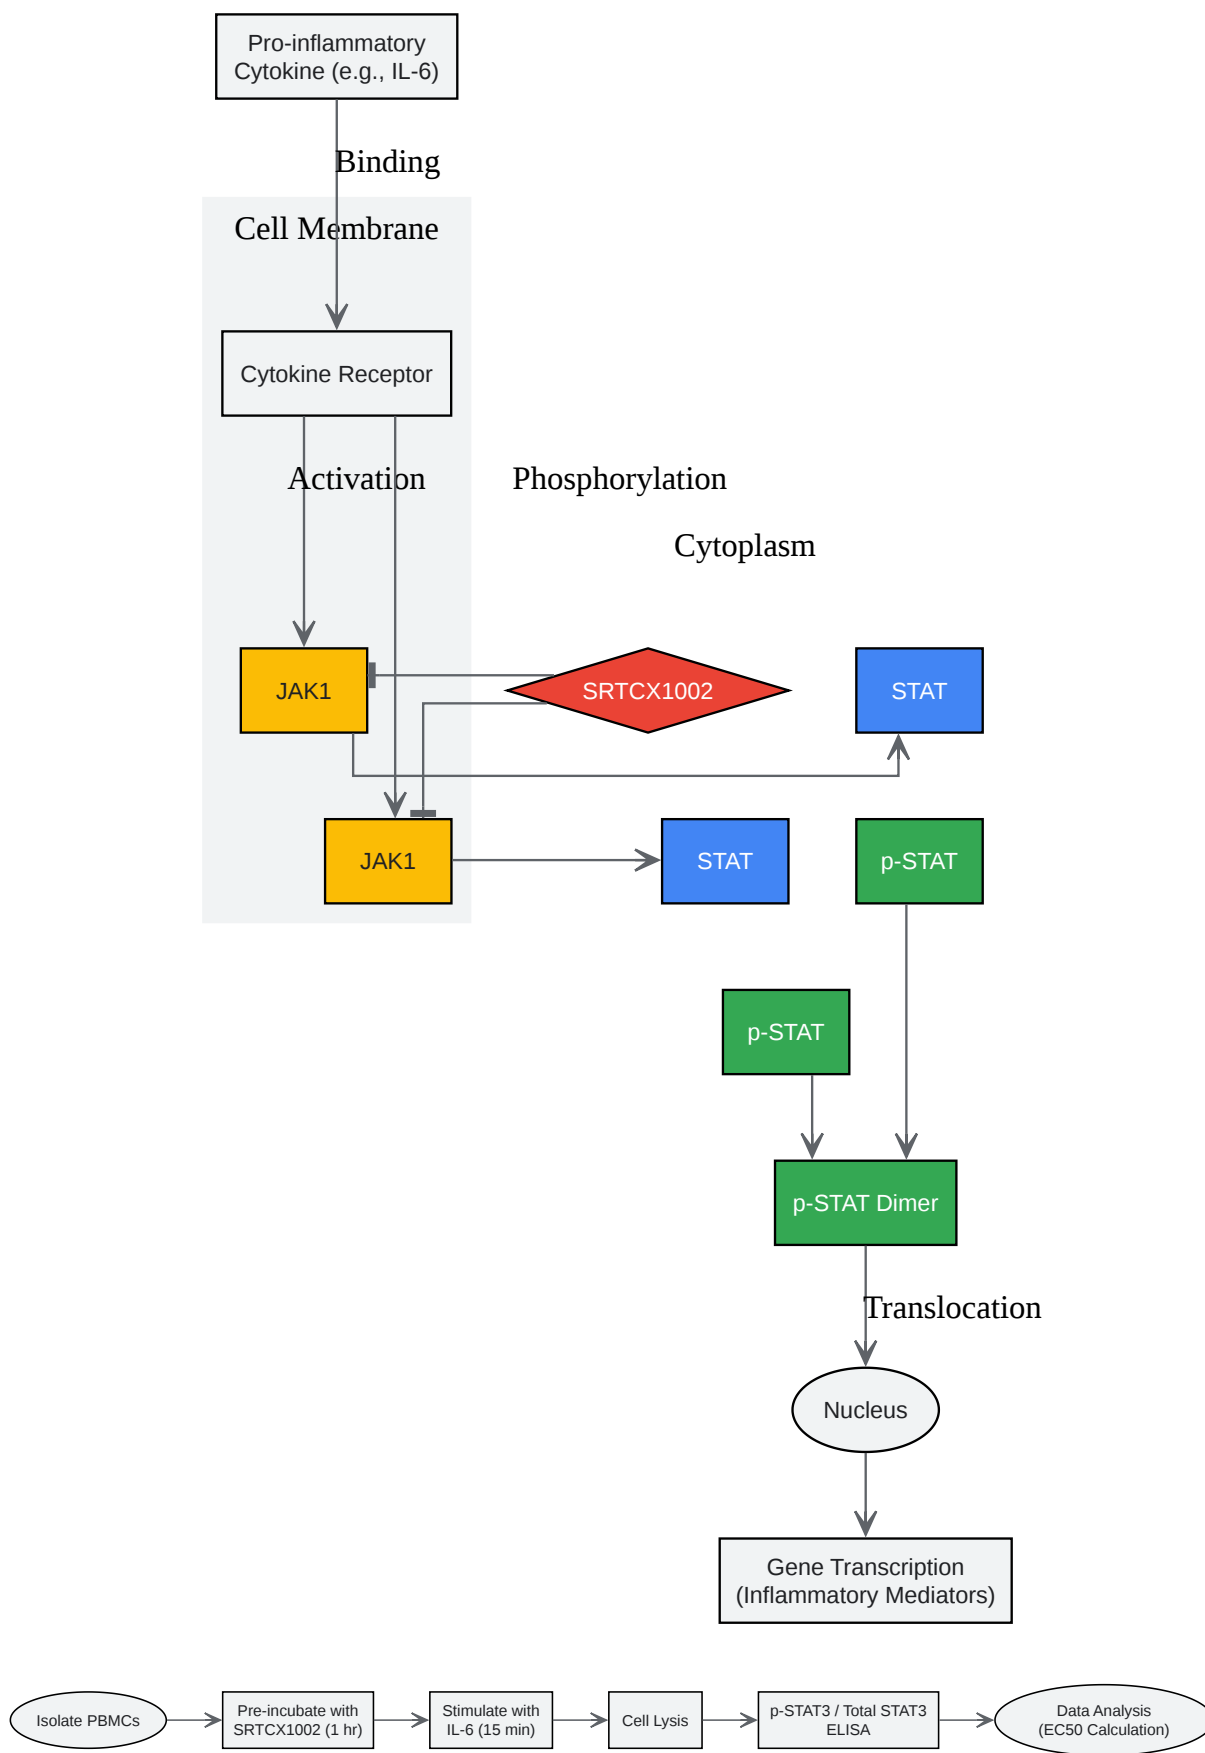 Pro-inflammatory
Cytokine (e.g., IL-6)
Binding
Cell Membrane
Cytokine Receptor
Activation
Phosphorylation
Cytoplasm
JAK1
SRTCX1002
STAT
JAK1
STAT
p-STAT
p-STAT
p-STAT Dimer
Translocation
Nucleus
Gene Transcription
(Inflammatory Mediators)
Isolate PBMCs
Pre-incubate with
SRTCX1002 (1 hr)
Stimulate with
IL-6 (15 min)
Cell Lysis
p-STAT3 / Total STAT3
ELISA
Data Analysis
(EC50 Calculation)